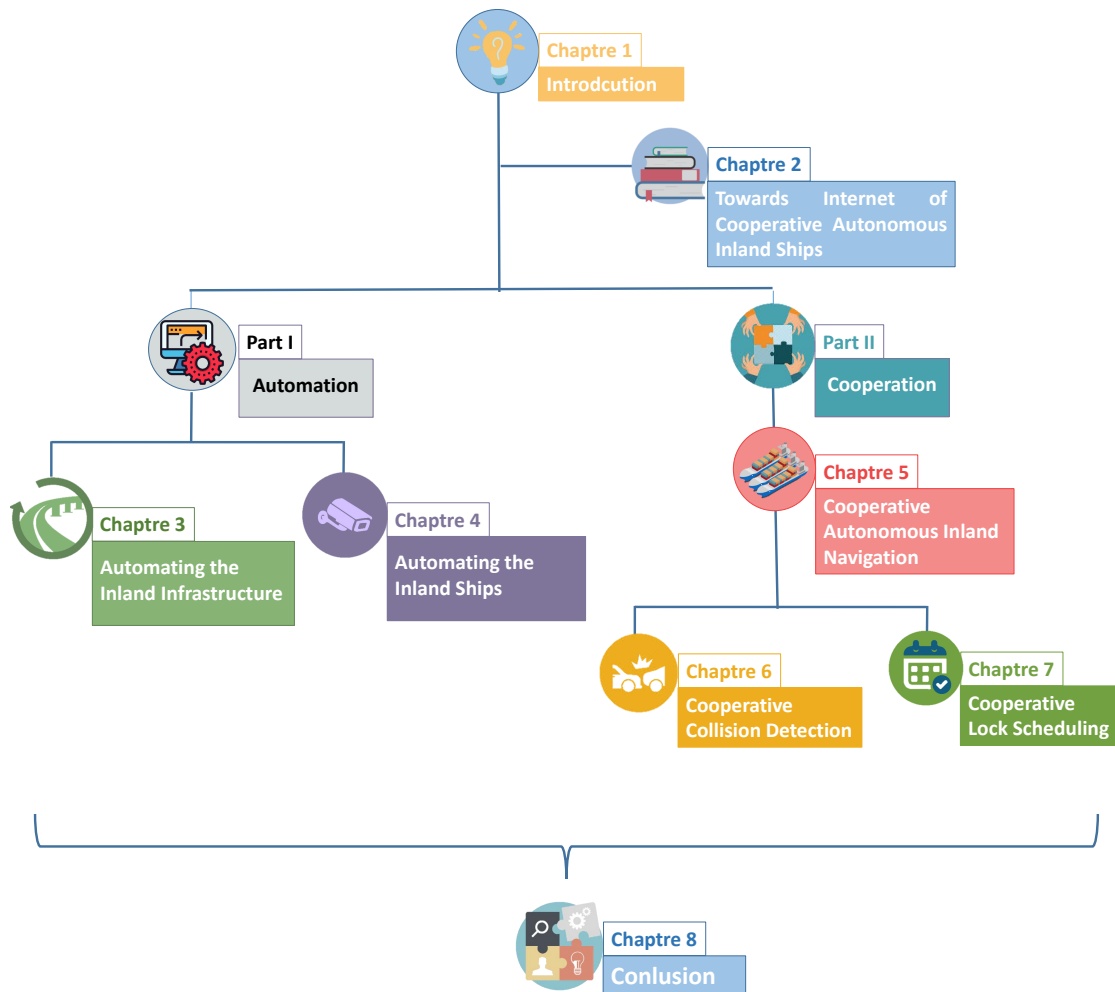 Chaptre 1
Introdcution
Chaptre 2
Towards Internet of
Cooperative Autonomous
Inland Ships
Part I
Automation
Part II
Cooperation
Chaptre 3
Automating the
Inland Infrastructure
Chaptre 4
Automating the
Inland Ships
Chaptre 5
Cooperative
Autonomous Inland
Navigation
Chaptre 6
Cooperative
Collision Detection
Chaptre 7
Cooperative
Lock Scheduling
Chaptre 8
Conlusion